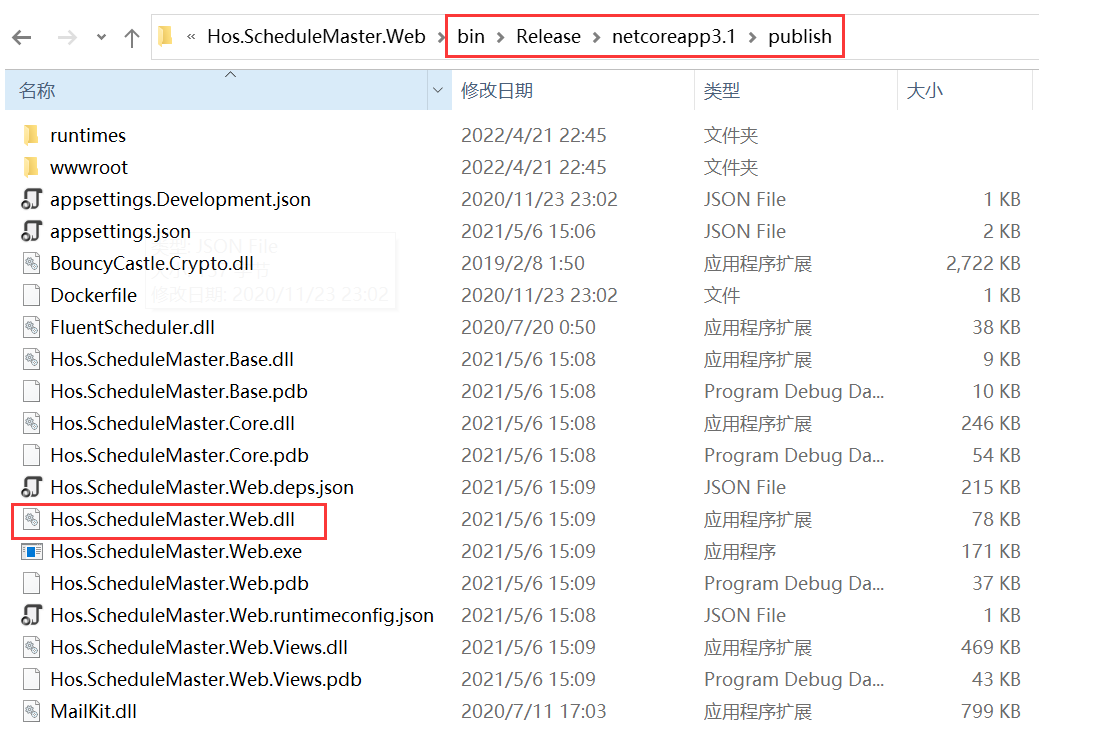 « Hos.ScheduleMaster.Web > bin > Release > netcoreapp3.1 > publish
名称 修改日期 类型 大小
runtimes 2022/4/21 22:45 文件夹
wwwroot 2022/4/21 22:45 文件夹
appsettings.Development.json 2020/11/23 23:02 JSON File 1 KB
appsettings.json 2021/5/6 15:06 JSON File 2 KB
类型: JSON File
BouncyCastle.Crypto.dll 2019/2/8 1:50 应用程序扩展 2,722 KB
Dockerfile 2020/11/23 23:02 文件 1 KB
修改日期: 2020/11/23 23:02
FluentScheduler.dll 2020/7/20 0:50 应用程序扩展 38 KB
Hos.ScheduleMaster.Base.dll 2021/5/6 15:08 应用程序扩展 9 KB
Hos.ScheduleMaster.Base.pdb 2021/5/6 15:08 Program Debug Da... 10 KB
Hos.ScheduleMaster.Core.dll 2021/5/6 15:08 应用程序扩展 246 KB
Hos.ScheduleMaster.Core.pdb 2021/5/6 15:08 Program Debug Da... 54 KB
Hos.ScheduleMaster.Web.deps.json 2021/5/6 15:08 JSON File 215 KB
Hos.ScheduleMaster.Web.dll 2021/5/6 15:09 应用程序扩展 78 KB
Hos.ScheduleMaster.Web.exe 2021/5/6 15:09 应用程序 171 KB
Hos.ScheduleMaster.Web.pdb 2021/5/6 15:09 Program Debug Da... 37 KB
Hos.ScheduleMaster.Web.runtimeconfig.json 2021/5/6 15:08 JSON File 1 KB
Hos.ScheduleMaster.Web.Views.dll 2021/5/6 15:09 应用程序扩展 469 KB
Hos.ScheduleMaster.Web.Views.pdb 2021/5/6 15:09 Program Debug Da... 43 KB
MailKit.dll 2020/7/11 17:03 应用程序扩展 799 KB